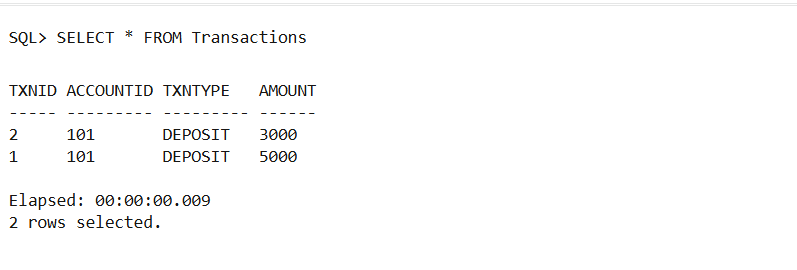 SQL> SELECT * FROM Transactions
TXNID ACCOUNTID TXNTYPE   AMOUNT
----- --------- --------- ------
2     101       DEPOSIT   3000
1     101       DEPOSIT   5000
Elapsed: 00:00:00.009
2 rows selected.